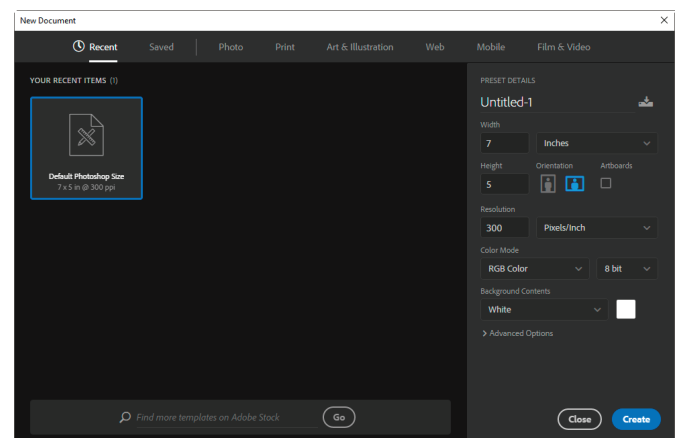 New Document
Recent Saved Photo Print Art & Illustration Web Mobile Film & Video
YOUR RECENT ITEMS (1)
Default Photoshop Size
7 x 5 in @ 300 ppi
Find more templates on Adobe Stock Go
PRESET DETAILS
Untitled-1
Width
7 Inches
Height Orientation Artboards
5
Resolution
300 Pixels/Inch
Color Mode
RGB Color 8 bit
Background Contents
White
Advanced Options
Close Create